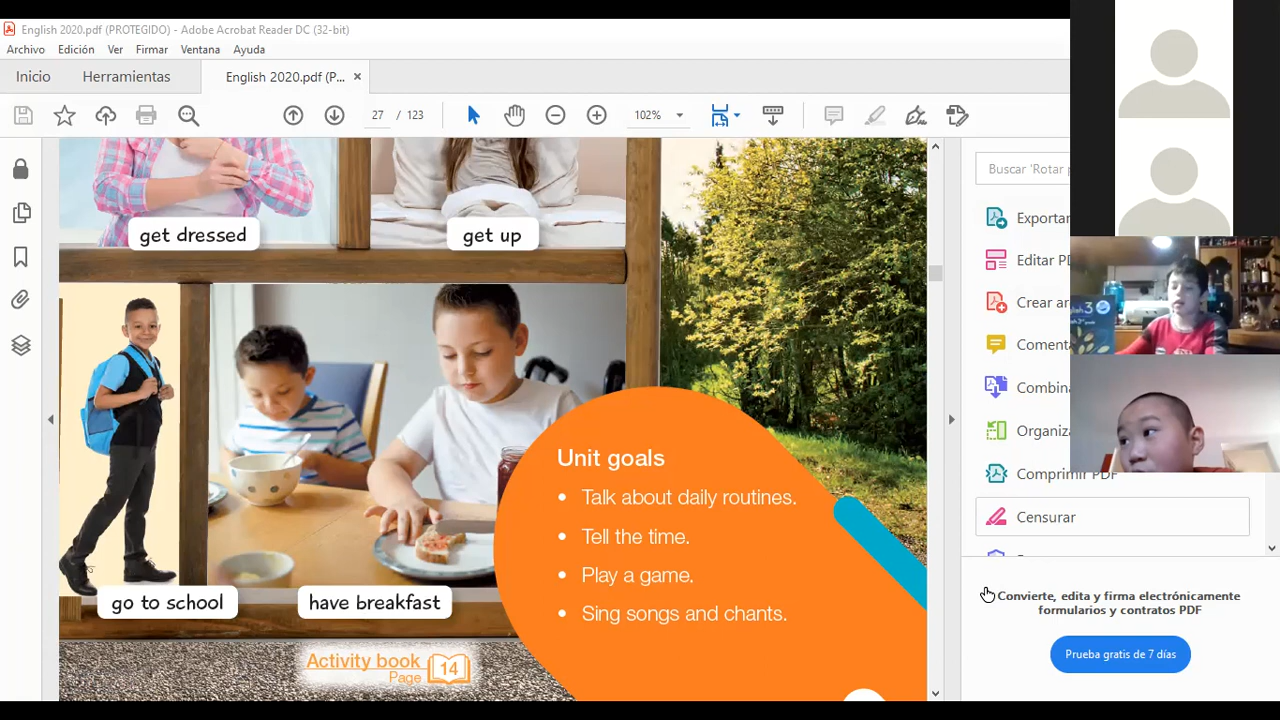 English 2020.pdf (PROTEGIDO) - Adobe Acrobat Reader DC (32-bit)
Archivo Edición Ver Firmar Ventana Ayuda
Inicio Herramientas English 2020.pdf (P... ×
27 / 123 102%
get dressed get up
Buscar 'Rotar
Exportar
Editar PD
Crear ar
Comenta
Combina
Organiza
Comprimir PDF
Censurar
go to school have breakfast
Unit goals
• Talk about daily routines.
• Tell the time.
• Play a game.
• Sing songs and chants.
Activity book
Page 14
Convierte, edita y firma electrónicamente
formularios y contratos PDF
Prueba gratis de 7 días